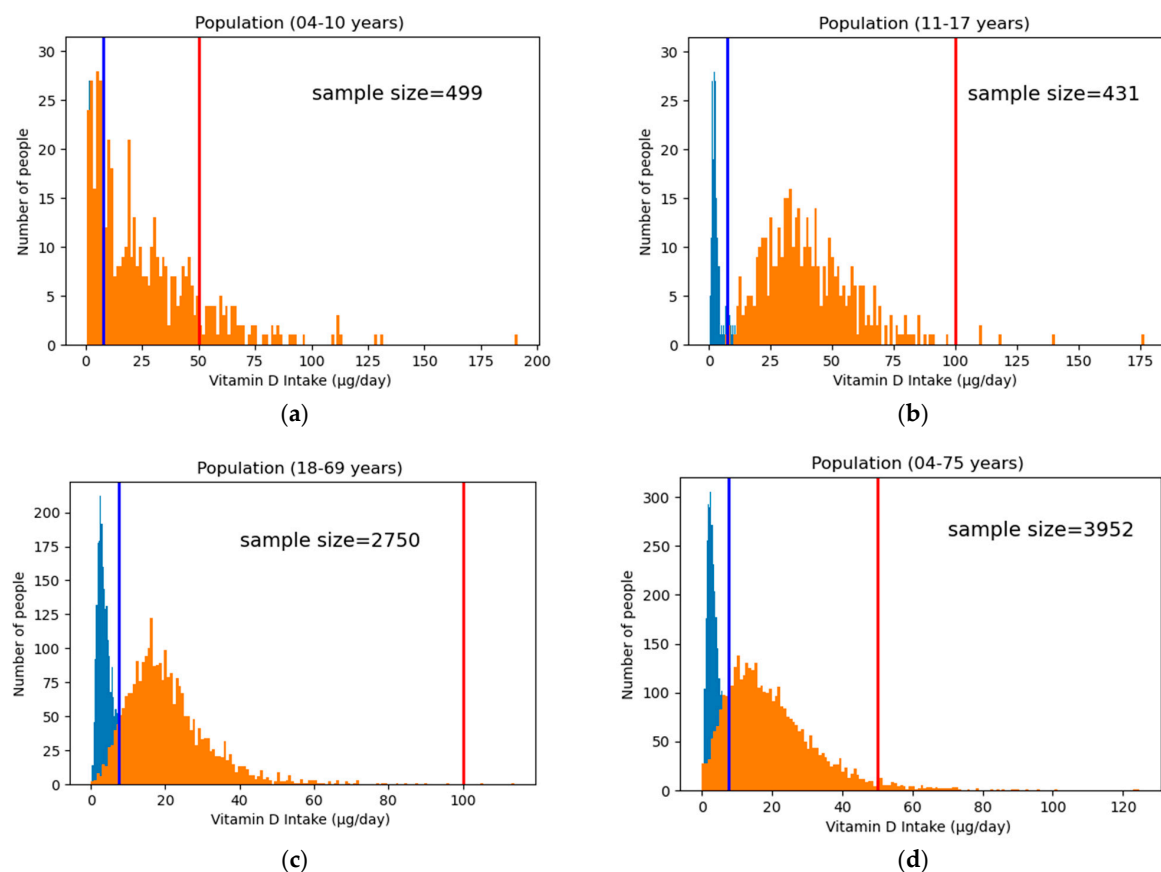 Population (04-10 years)
30
25
20
15
10
5
0
Number of people
sample size=499
0 25 50 75 100 125 150 175 200
Vitamin D Intake (µg/day)
(a)
Population (11-17 years)
30
25
20
15
10
5
0
Number of people
sample size=431
0 25 50 75 100 125 150 175
Vitamin D Intake (µg/day)
(b)
Population (18-69 years)
200
175
150
125
100
75
50
25
0
Number of people
sample size=2750
0 20 40 60 80 100
Vitamin D Intake (µg/day)
(c)
Population (04-75 years)
300
250
200
150
100
50
0
Number of people
sample size=3952
0 20 40 60 80 100 120
Vitamin D Intake (µg/day)
(d)